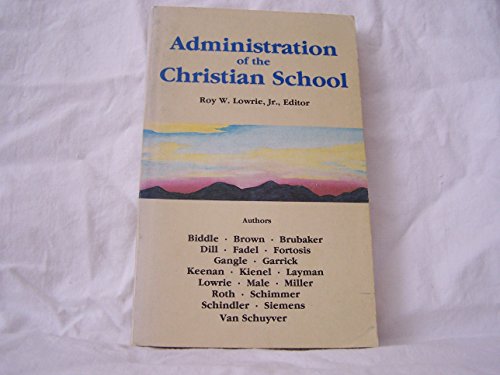 Administration
of the
Christian School
Roy W. Lowrie, Jr., Editor
Authors
Biddle · Brown · Brubaker
Dill · Fadel · Fortosis
Gangle · Garrick
Keenan · Kienel · Layman
Lowrie · Male · Miller
Roth · Schimmer
Schindler · Siemens
Van Schuyver